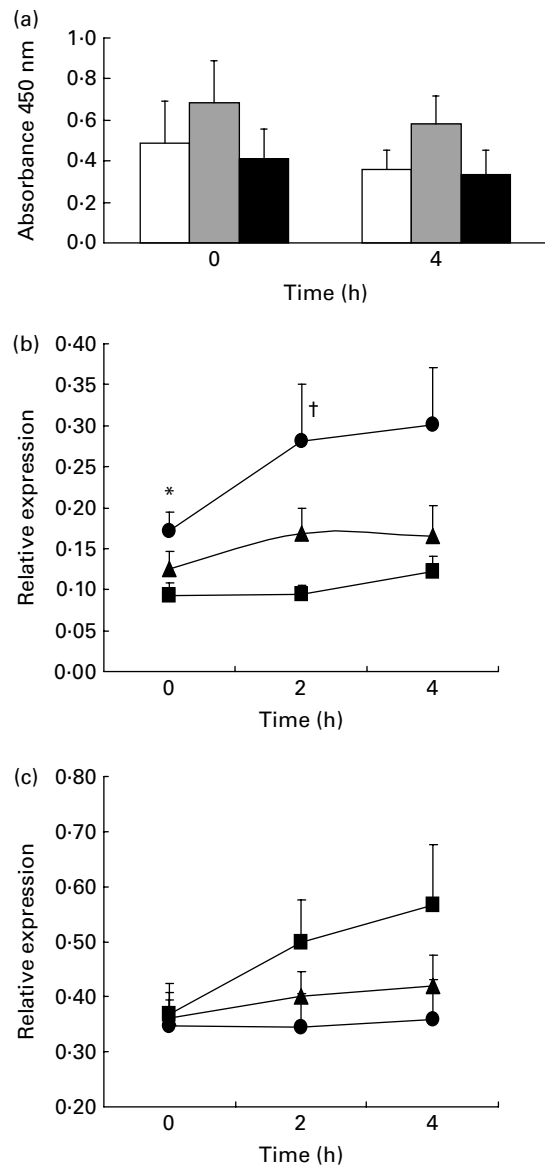 (a)
Absorbance 450 nm
1·0
0·8
0·6
0·4
0·2
0·0
0 4
Time (h)
(b)
Relative expression
0·40
0·35
0·30
0·25
0·20
0·15
0·10
0·05
0·00
*
†
0 2 4
Time (h)
(c)
Relative expression
0·80
0·70
0·60
0·50
0·40
0·30
0·20
0 2 4
Time (h)